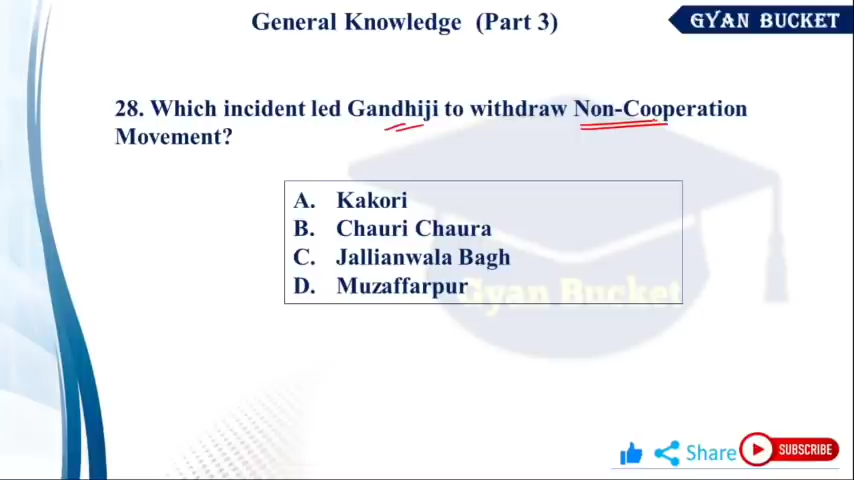 General Knowledge (Part 3)
GYAN BUCKET
28. Which incident led Gandhiji to withdraw Non-Cooperation
Movement?
A. Kakori
B. Chauri Chaura
C. Jallianwala Bagh
D. Muzaffarpur
Gyan Bucket
Share
SUBSCRIBE